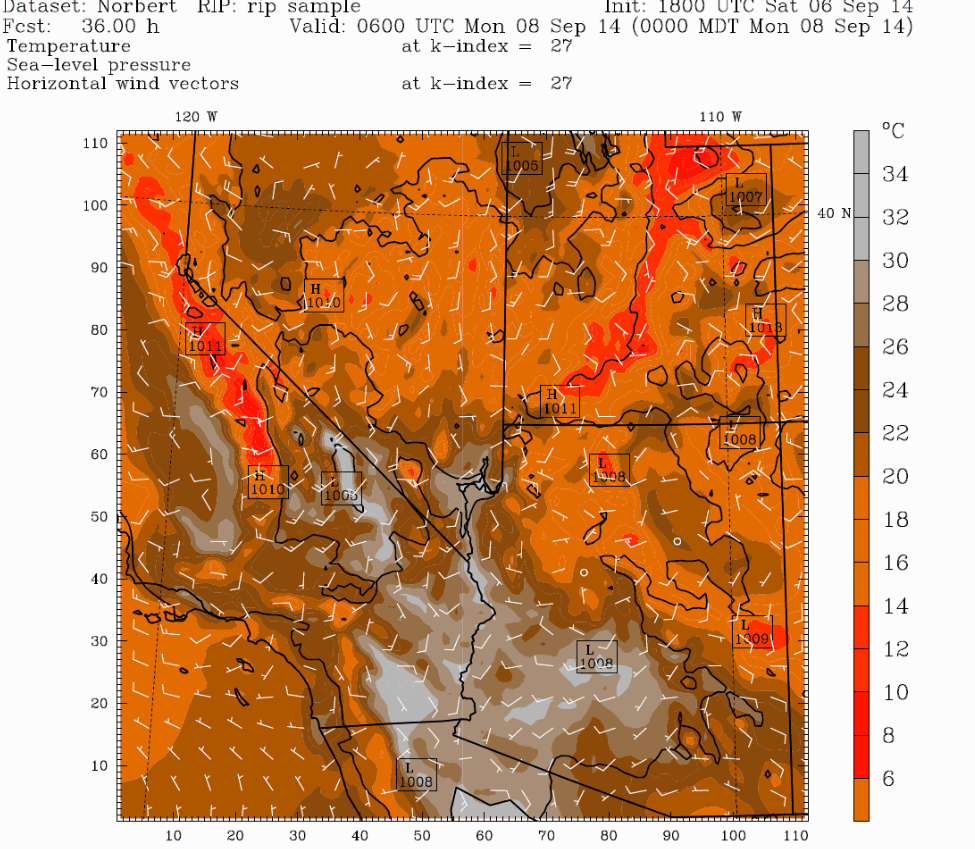 Dataset: Norbert RIP: rip sample Init: 1800 UTC Sat 06 Sep 14
Fcst: 36.00 h Valid: 0600 UTC Mon 08 Sep 14 (0000 MDT Mon 08 Sep 14)
Temperature at k-index = 27
Sea-level pressure
Horizontal wind vectors at k-index = 27
120 W 110 W
°C
110
L
1005
34
L
1007
100
40 N
32
90
30
H
1010
28
H
1013
80
H
1011
26
70
24
H
1011
L
1008
22
60
L
1008
H
1010
L
1005
20
50
18
40
16
14
L
1009
30
L
1008
12
20
10
8
10
L
1008
6
10 20 30 40 50 60 70 80 90 100 110